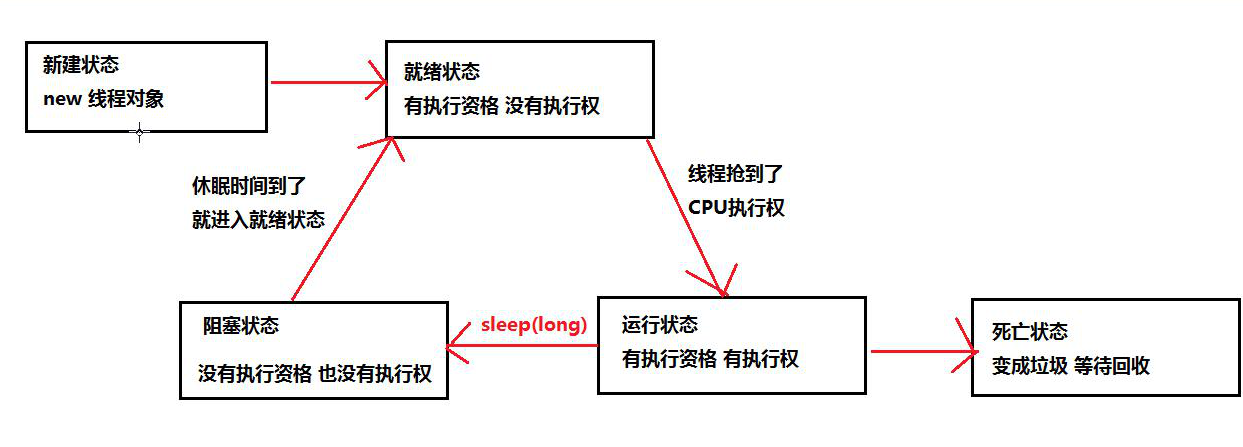 新建状态
new 线程对象
就绪状态
有执行资格 没有执行权
休眠时间到了
就进入就绪状态
线程抢到了
CPU执行权
阻塞状态
没有执行资格 也没有执行权
sleep(long)
运行状态
有执行资格 有执行权
死亡状态
变成垃圾 等待回收